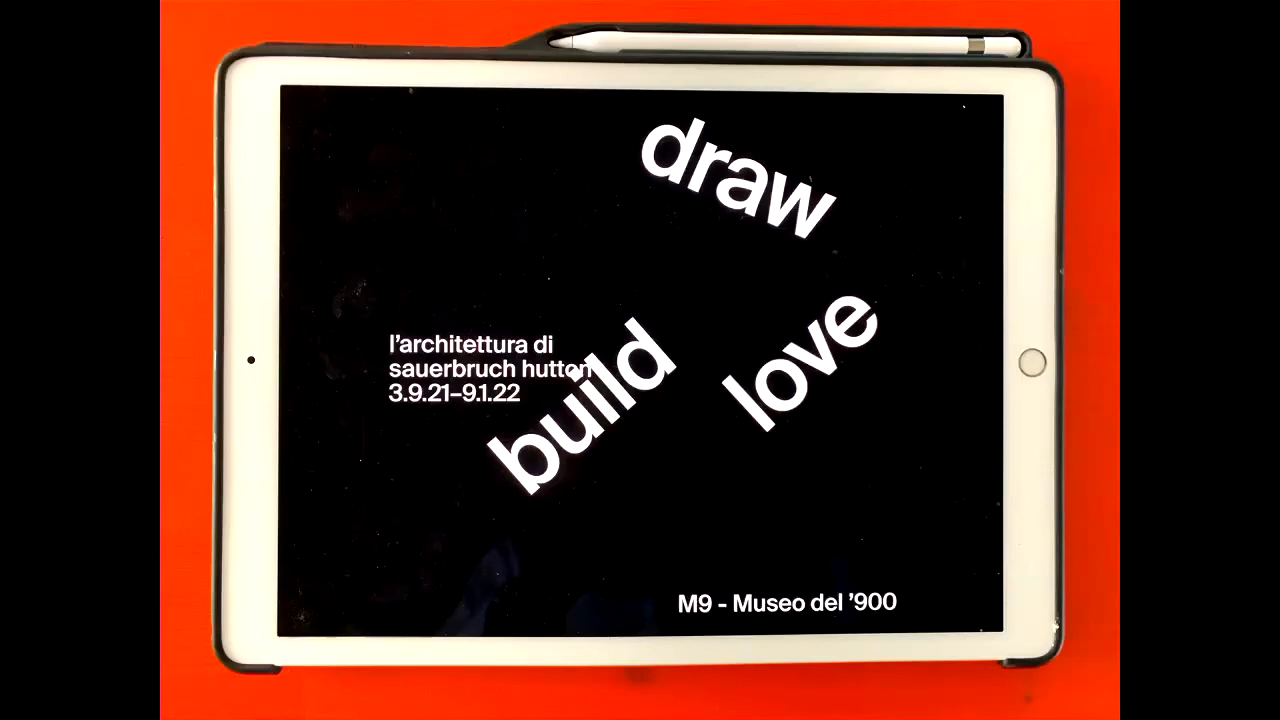 draw
love
build
l’architettura di
sauerbruch hutton
3.9.21–9.1.22
M9 - Museo del ’900